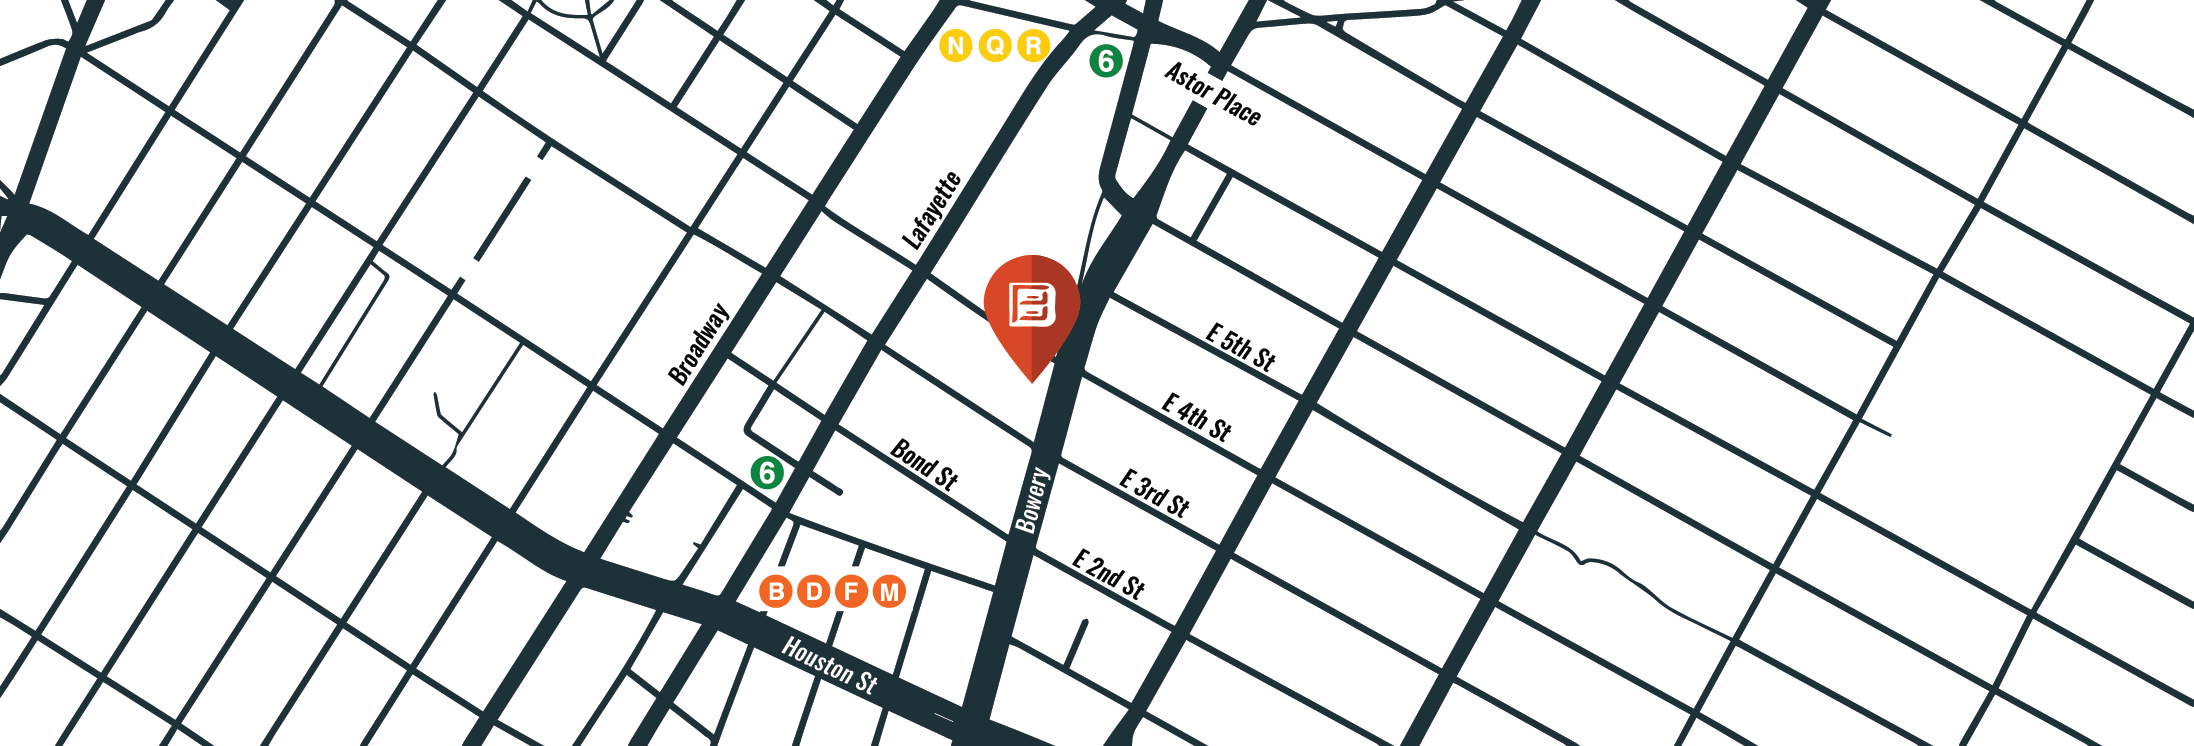 N Q R
6
Astor Place
Lafayette
Broadway
E 5th St
E 4th St
Bond St
6
E 3rd St
Bowery
E 2nd St
B D F M
Houston St